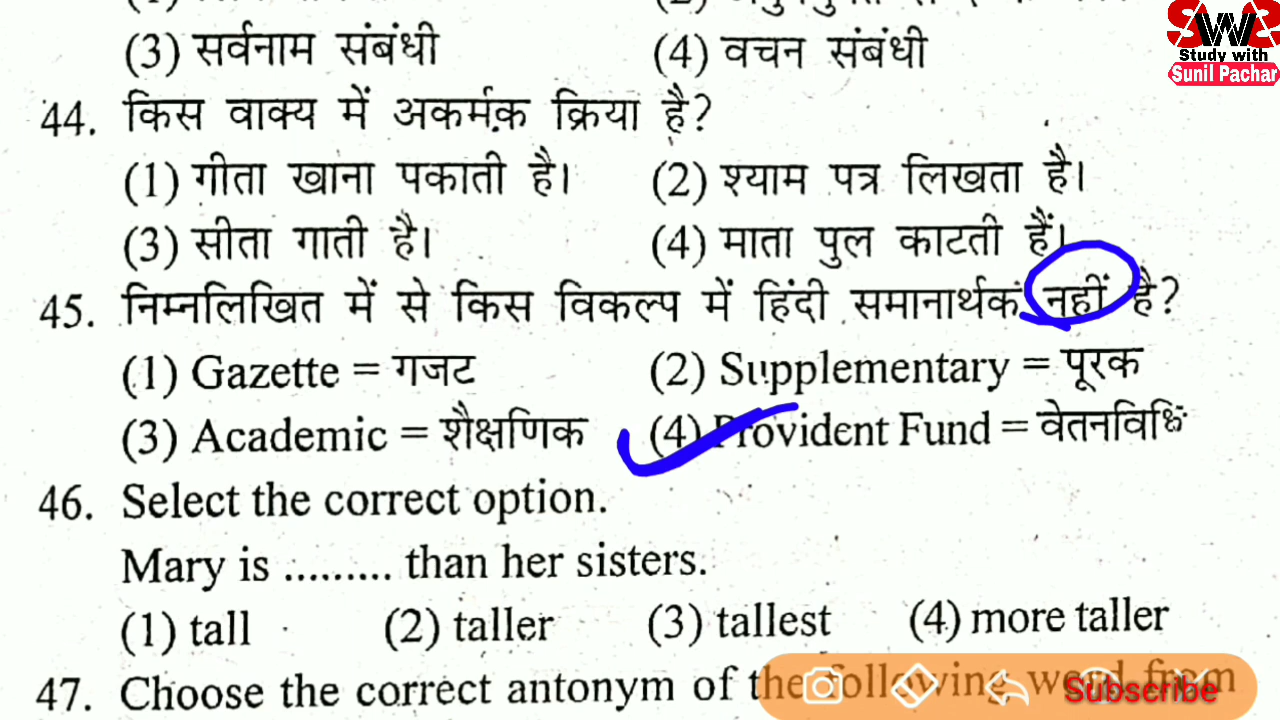 (3) सर्वनाम संबंधी (4) वचन संबंधी
SWS
Study with
Sunil Pachar
44. किस वाक्य में अकर्मक क्रिया है?
(1) गीता खाना पकाती है। (2) श्याम पत्र लिखता है।
(3) सीता गाती है। (4) माता पुल काटती हैं।
45. निम्नलिखित में से किस विकल्प में हिंदी समानार्थक नहीं है?
(1) Gazette = गजट (2) Supplementary = पूरक
(3) Academic = शैक्षणिक (4) Provident Fund = वेतनविधि
46. Select the correct option.
Mary is ......... than her sisters.
(1) tall (2) taller (3) tallest (4) more taller
47. Choose the correct antonym of the following word from
Subscribe